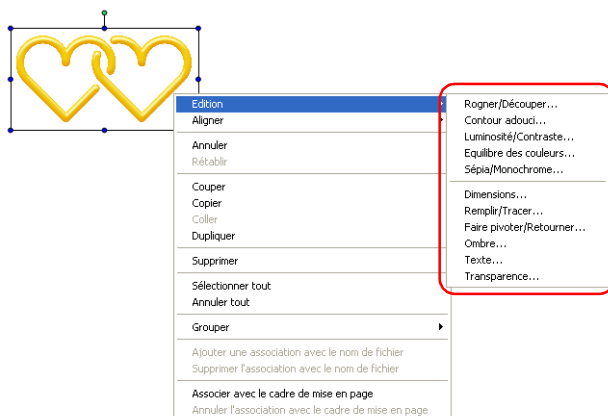 Edition
Aligner
Annuler
Rétablir
Couper
Copier
Coller
Dupliquer
Supprimer
Sélectionner tout
Annuler tout
Grouper
Ajouter une association avec le nom de fichier
Supprimer l'association avec le nom de fichier
Associer avec le cadre de mise en page
Annuler l'association avec le cadre de mise en page
Rogner/Découper...
Contour adouci...
Luminosité/Contraste...
Equilibre des couleurs...
Sépia/Monochrome...
Dimensions...
Remplir/Tracer...
Faire pivoter/Retourner...
Ombre...
Texte...
Transparence...